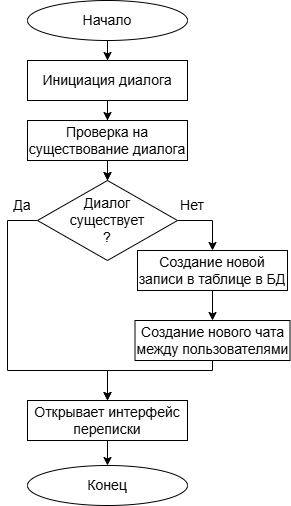 Начало
Инициация диалога
Проверка на
существование диалога
Да
Диалог
существует
?
Нет
Создание новой
записи в таблице в БД
Создание нового чата
между пользователями
Открывает интерфейс
переписки
Конец